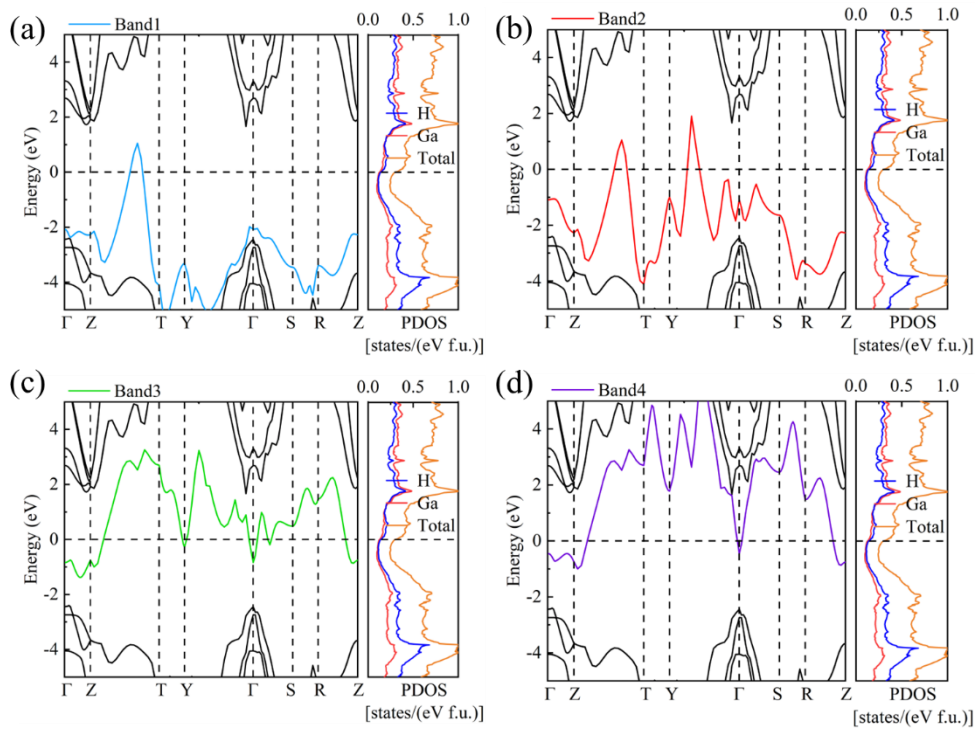 (a)
Band1
0.0 0.5 1.0
Energy (eV)
4
2
0
-2
-4
H
Ga
Total
Γ Z T Y Γ S R Z
PDOS
[states/(eV f.u.)]
(b)
Band2
0.0 0.5 1.0
Energy (eV)
4
2
0
-2
-4
H
Ga
Total
Γ Z T Y Γ S R Z
PDOS
[states/(eV f.u.)]
(c)
Band3
0.0 0.5 1.0
Energy (eV)
4
2
0
-2
-4
H
Ga
Total
Γ Z T Y Γ S R Z
PDOS
[states/(eV f.u.)]
(d)
Band4
0.0 0.5 1.0
Energy (eV)
4
2
0
-2
-4
H
Ga
Total
Γ Z T Y Γ S R Z
PDOS
[states/(eV f.u.)]